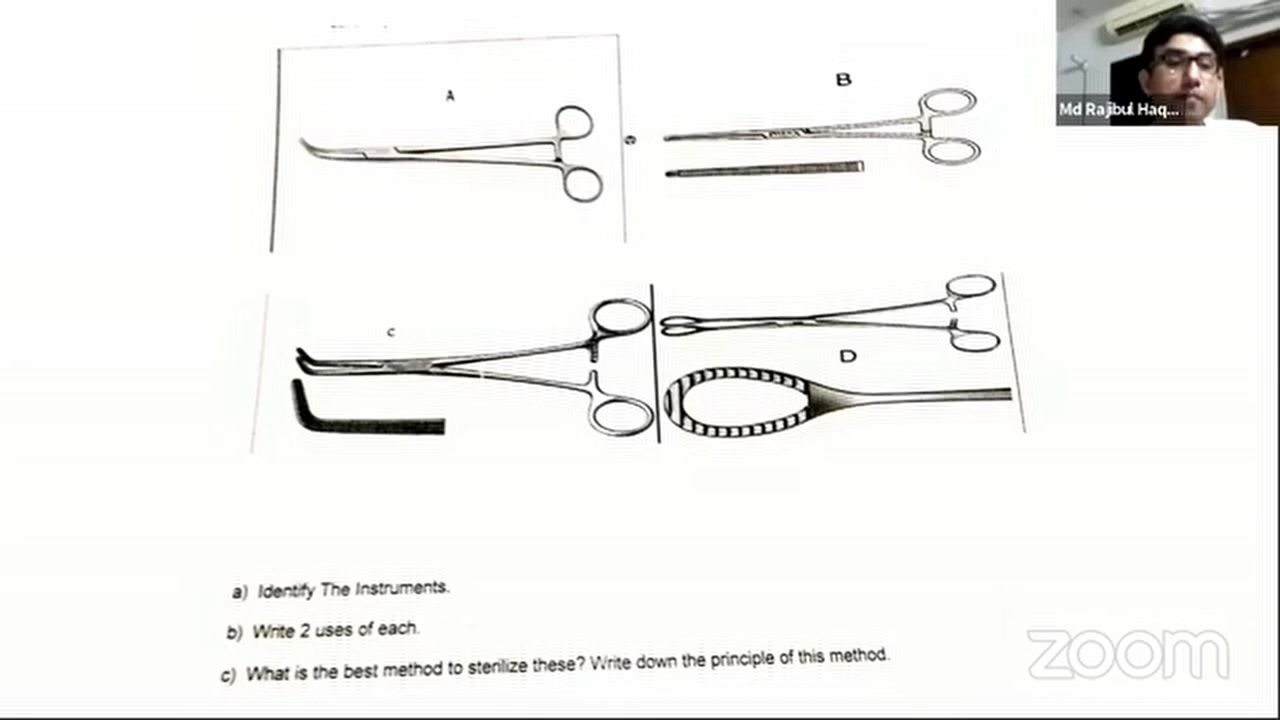 A
B
Md Rajibul Haq...
c
D
a) Identify The Instruments.
b) Write 2 uses of each.
c) What is the best method to sterilize these? Write down the principle of this method.
zoom